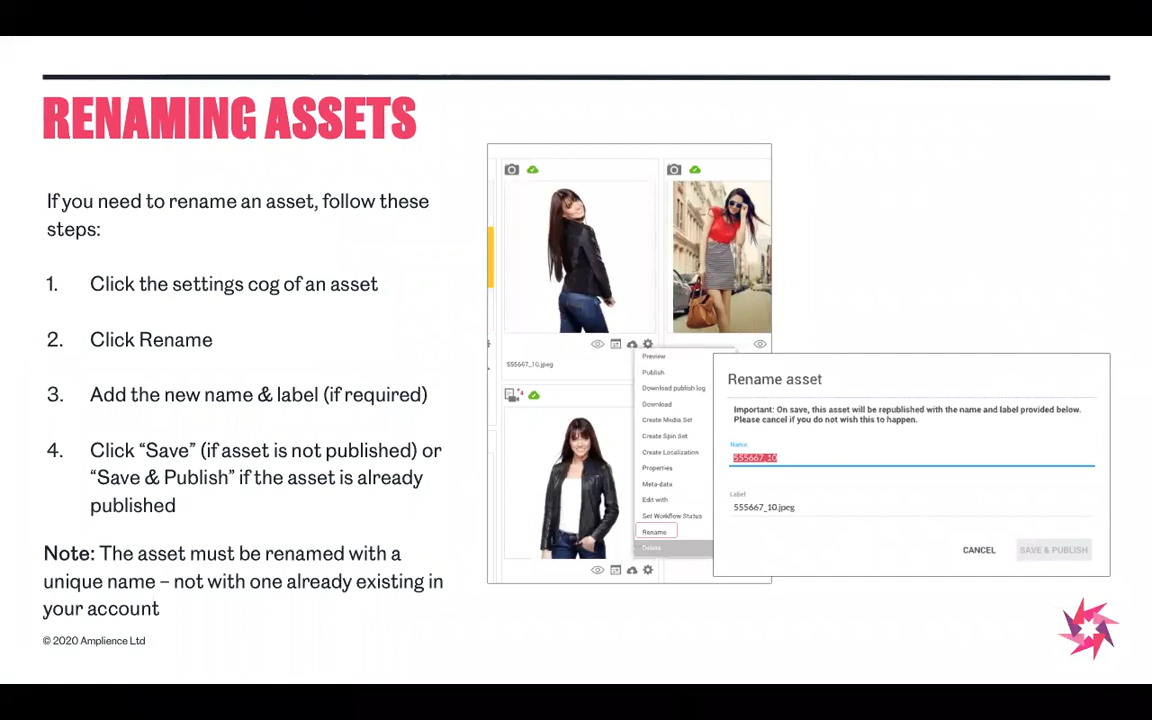 RENAMING ASSETS
If you need to rename an asset, follow these
steps:
1. Click the settings cog of an asset
2. Click Rename
3. Add the new name & label (if required)
4. Click “Save” (if asset is not published) or
“Save & Publish” if the asset is already
published
Note: The asset must be renamed with a
unique name – not with one already existing in
your account
© 2020 Amplience Ltd
555667_10.jpeg
Preview
Publish
Download publish log
Download
Create Media Set
Create Spin Set
Create Localization
Properties
Meta-data
Edit with
Set Workflow Status
Rename
Delete
Rename asset
Important: On save, this asset will be republished with the name and label provided below.
Please cancel if you do not wish this to happen.
Name
555667_10
Label
555667_10.jpeg
CANCEL
SAVE & PUBLISH